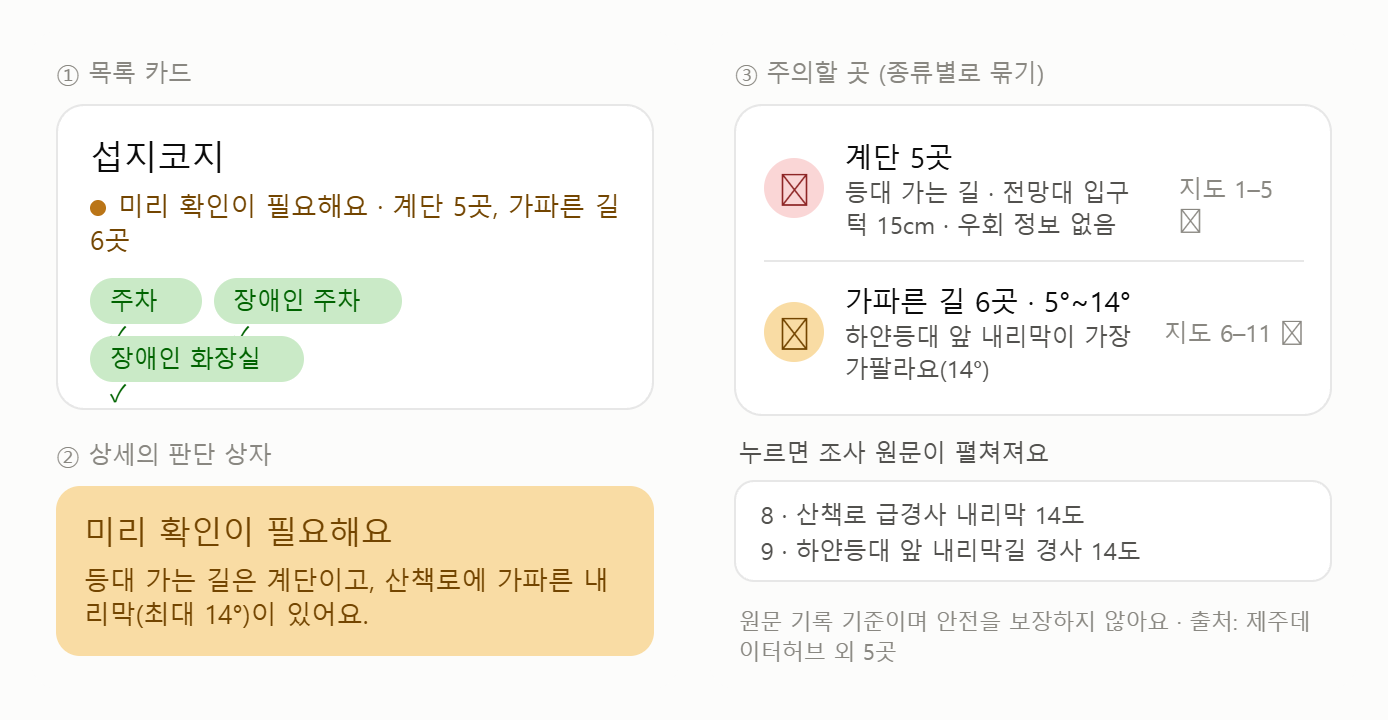 ① 목록 카드
섭지코지
미리 확인이 필요해요 · 계단 5곳, 가파른 길
6곳
주차 ✓
장애인 주차 ✓
장애인 화장실 ✓
② 상세의 판단 상자
미리 확인이 필요해요
등대 가는 길은 계단이고, 산책로에 가파른 내
리막(최대 14°)이 있어요.
③ 주의할 곳 (종류별로 묶기)
계단 5곳
등대 가는 길 · 전망대 입구
턱 15cm · 우회 정보 없음
지도 1–5
가파른 길 6곳 · 5°~14°
하얀등대 앞 내리막이 가장
가팔라요(14°)
지도 6–11
누르면 조사 원문이 펼쳐져요
8 · 산책로 급경사 내리막 14도
9 · 하얀등대 앞 내리막길 경사 14도
원문 기록 기준이며 안전을 보장하지 않아요 · 출처: 제주데
이터허브 외 5곳